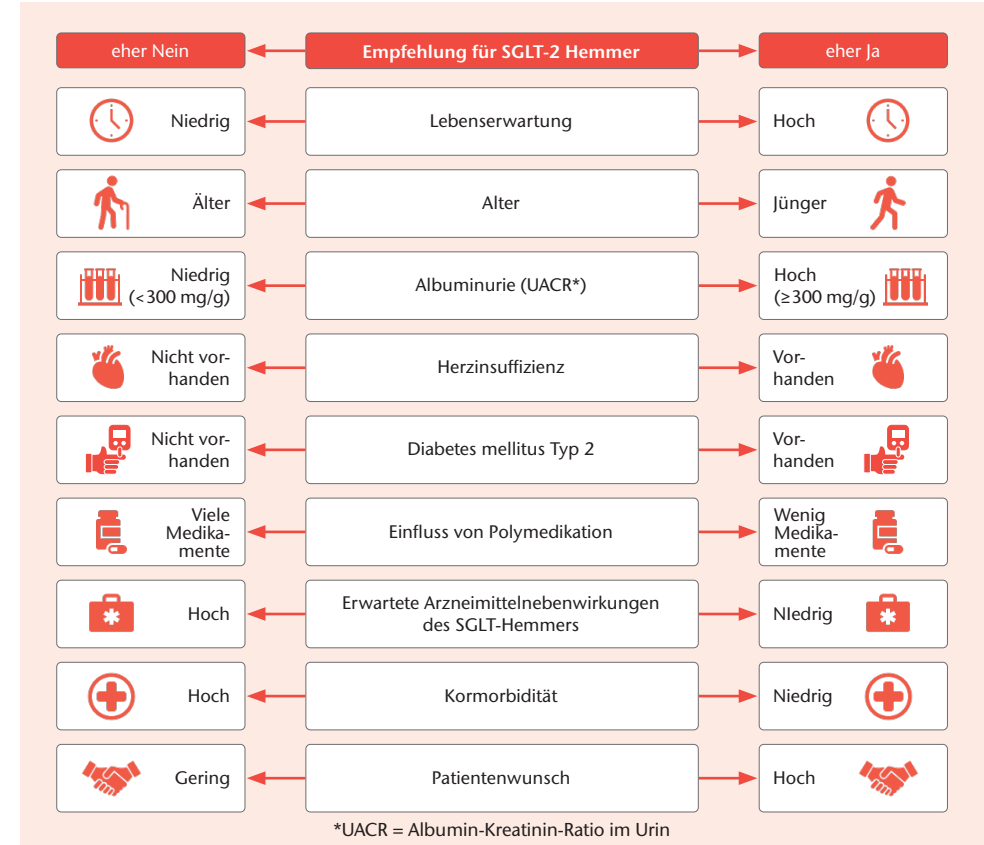 eher Nein
Empfehlung für SGLT-2 Hemmer
eher Ja
Niedrig
Lebenserwartung
Hoch
Älter
Alter
Jünger
Niedrig
(<300 mg/g)
Albuminurie (UACR*)
Hoch
(≥300 mg/g)
Nicht vor-
handen
Herzinsuffizienz
Vor-
handen
Nicht vor-
handen
Diabetes mellitus Typ 2
Vor-
handen
Viele
Medika-
mente
Einfluss von Polymedikation
Wenig
Medika-
mente
Hoch
Erwartete Arzneimittelnebenwirkungen
des SGLT-Hemmers
NIedrig
Hoch
Kormorbidität
Niedrig
Gering
Patientenwunsch
Hoch
*UACR = Albumin-Kreatinin-Ratio im Urin